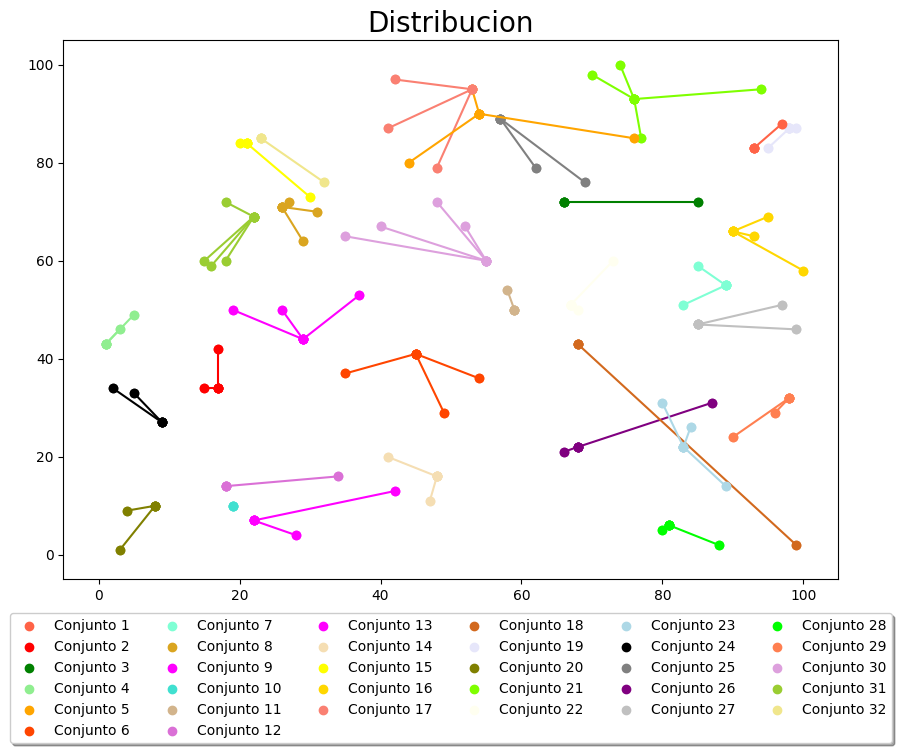 Distribucion
100
80
60
40
20
0
0 20 40 60 80 100
Conjunto 1 Conjunto 7 Conjunto 13 Conjunto 18 Conjunto 23 Conjunto 28
Conjunto 2 Conjunto 8 Conjunto 14 Conjunto 19 Conjunto 24 Conjunto 29
Conjunto 3 Conjunto 9 Conjunto 15 Conjunto 20 Conjunto 25 Conjunto 30
Conjunto 4 Conjunto 10 Conjunto 16 Conjunto 21 Conjunto 26 Conjunto 31
Conjunto 5 Conjunto 11 Conjunto 17 Conjunto 22 Conjunto 27 Conjunto 32
Conjunto 6 Conjunto 12